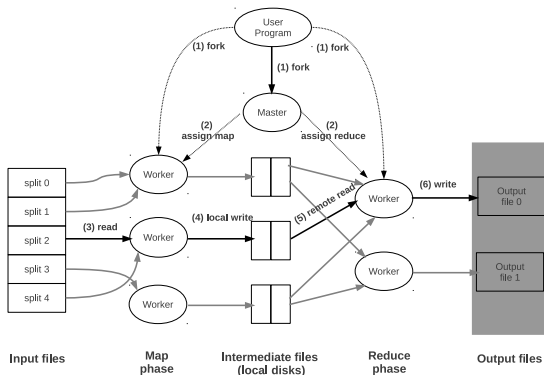 User
Program
(1) fork
(1) fork
(1) fork
Master
(2)
assign map
(2)
assign reduce
split 0
split 1
split 2
split 3
split 4
(3) read
Worker
Worker
Worker
(4) local write
(5) remote read
Worker
Worker
(6) write
Output
file 0
Output
file 1
Input files
Map
phase
Intermediate files
(local disks)
Reduce
phase
Output files